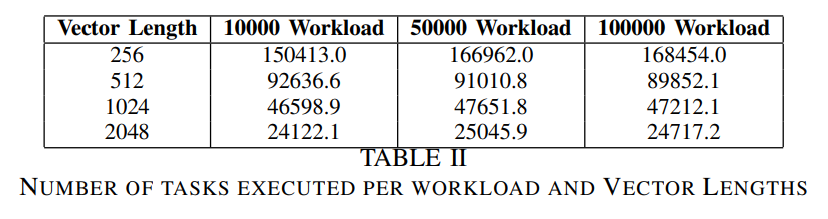 Vector Length 10000 Workload 50000 Workload 100000 Workload
256 150413.0 166962.0 168454.0
512 92636.6 91010.8 89852.1
1024 46598.9 47651.8 47212.1
2048 24122.1 25045.9 24717.2
TABLE II
NUMBER OF TASKS EXECUTED PER WORKLOAD AND VECTOR LENGTHS